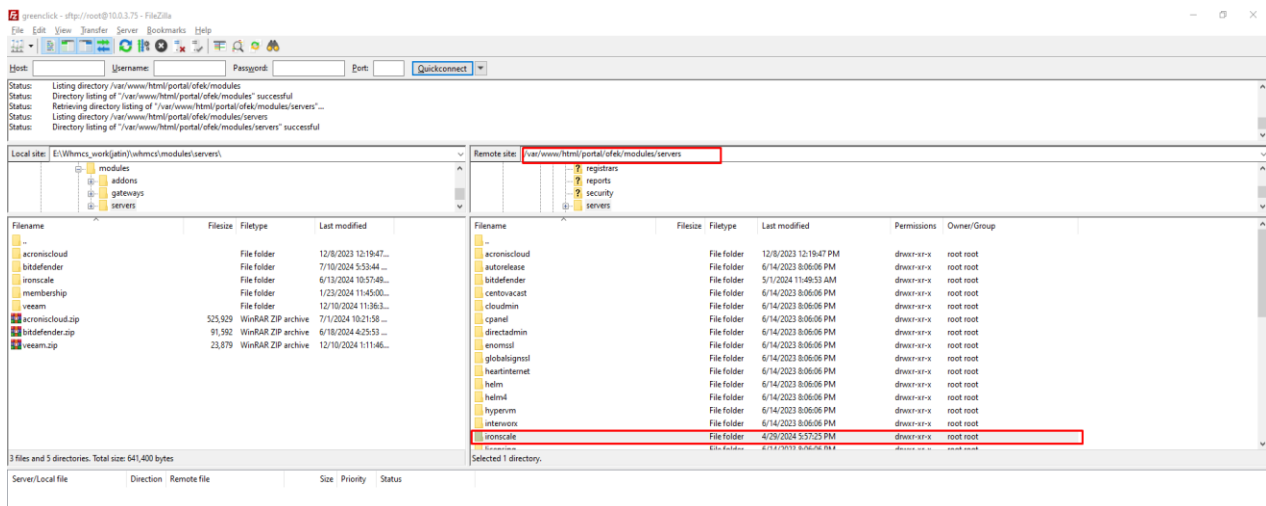 greenclick - sftp://root@10.0.3.75 - FileZilla
File Edit View Transfer Server Bookmarks Help
Host: Username: Password: Port: Quickconnect
Status: Listing directory /var/www/html/portal/ofek/modules
Status: Directory listing of "/var/www/html/portal/ofek/modules" successful
Status: Retrieving directory listing of "/var/www/html/portal/ofek/modules/servers"...
Status: Listing directory /var/www/html/portal/ofek/modules/servers
Status: Directory listing of "/var/www/html/portal/ofek/modules/servers" successful
Local site: E:\Whmcs_work(jatin)\whmcs\modules\servers\
modules
addons
gateways
servers
Filename Filesize Filetype Last modified
..
acroniscloud File folder 12/8/2023 12:19:47...
bitdefender File folder 7/10/2024 5:53:44 ...
ironscale File folder 6/13/2024 10:57:49...
membership File folder 1/23/2024 11:45:00...
veeam File folder 12/10/2024 11:36:3...
acroniscloud.zip 525,929 WinRAR ZIP archive 7/1/2024 10:21:58 ...
bitdefender.zip 91,592 WinRAR ZIP archive 6/18/2024 4:25:53 ...
veeam.zip 23,879 WinRAR ZIP archive 12/10/2024 1:11:46...
3 files and 5 directories. Total size: 641,400 bytes
Remote site: /var/www/html/portal/ofek/modules/servers
? registrars
? reports
? security
servers
Filename Filesize Filetype Last modified Permissions Owner/Group
..
acroniscloud File folder 12/8/2023 12:19:47 PM drwxr-xr-x root root
autorelease File folder 6/14/2023 8:06:06 PM drwxr-xr-x root root
bitdefender File folder 5/1/2024 11:49:53 AM drwxr-xr-x root root
centovacast File folder 6/14/2023 8:06:06 PM drwxr-xr-x root root
cloudmin File folder 6/14/2023 8:06:06 PM drwxr-xr-x root root
cpanel File folder 6/14/2023 8:06:06 PM drwxr-xr-x root root
directadmin File folder 6/14/2023 8:06:06 PM drwxr-xr-x root root
enomssl File folder 6/14/2023 8:06:06 PM drwxr-xr-x root root
globalsignssl File folder 6/14/2023 8:06:06 PM drwxr-xr-x root root
heartinternet File folder 6/14/2023 8:06:06 PM drwxr-xr-x root root
helm File folder 6/14/2023 8:06:06 PM drwxr-xr-x root root
helm4 File folder 6/14/2023 8:06:06 PM drwxr-xr-x root root
hypervm File folder 6/14/2023 8:06:06 PM drwxr-xr-x root root
interworx File folder 6/14/2023 8:06:06 PM drwxr-xr-x root root
ironscale File folder 4/29/2024 5:57:25 PM drwxr-xr-x root root
licensing File folder 6/14/2023 8:06:06 PM drwxr-xr-x root root
Selected 1 directory.
Server/Local file Direction Remote file Size Priority Status